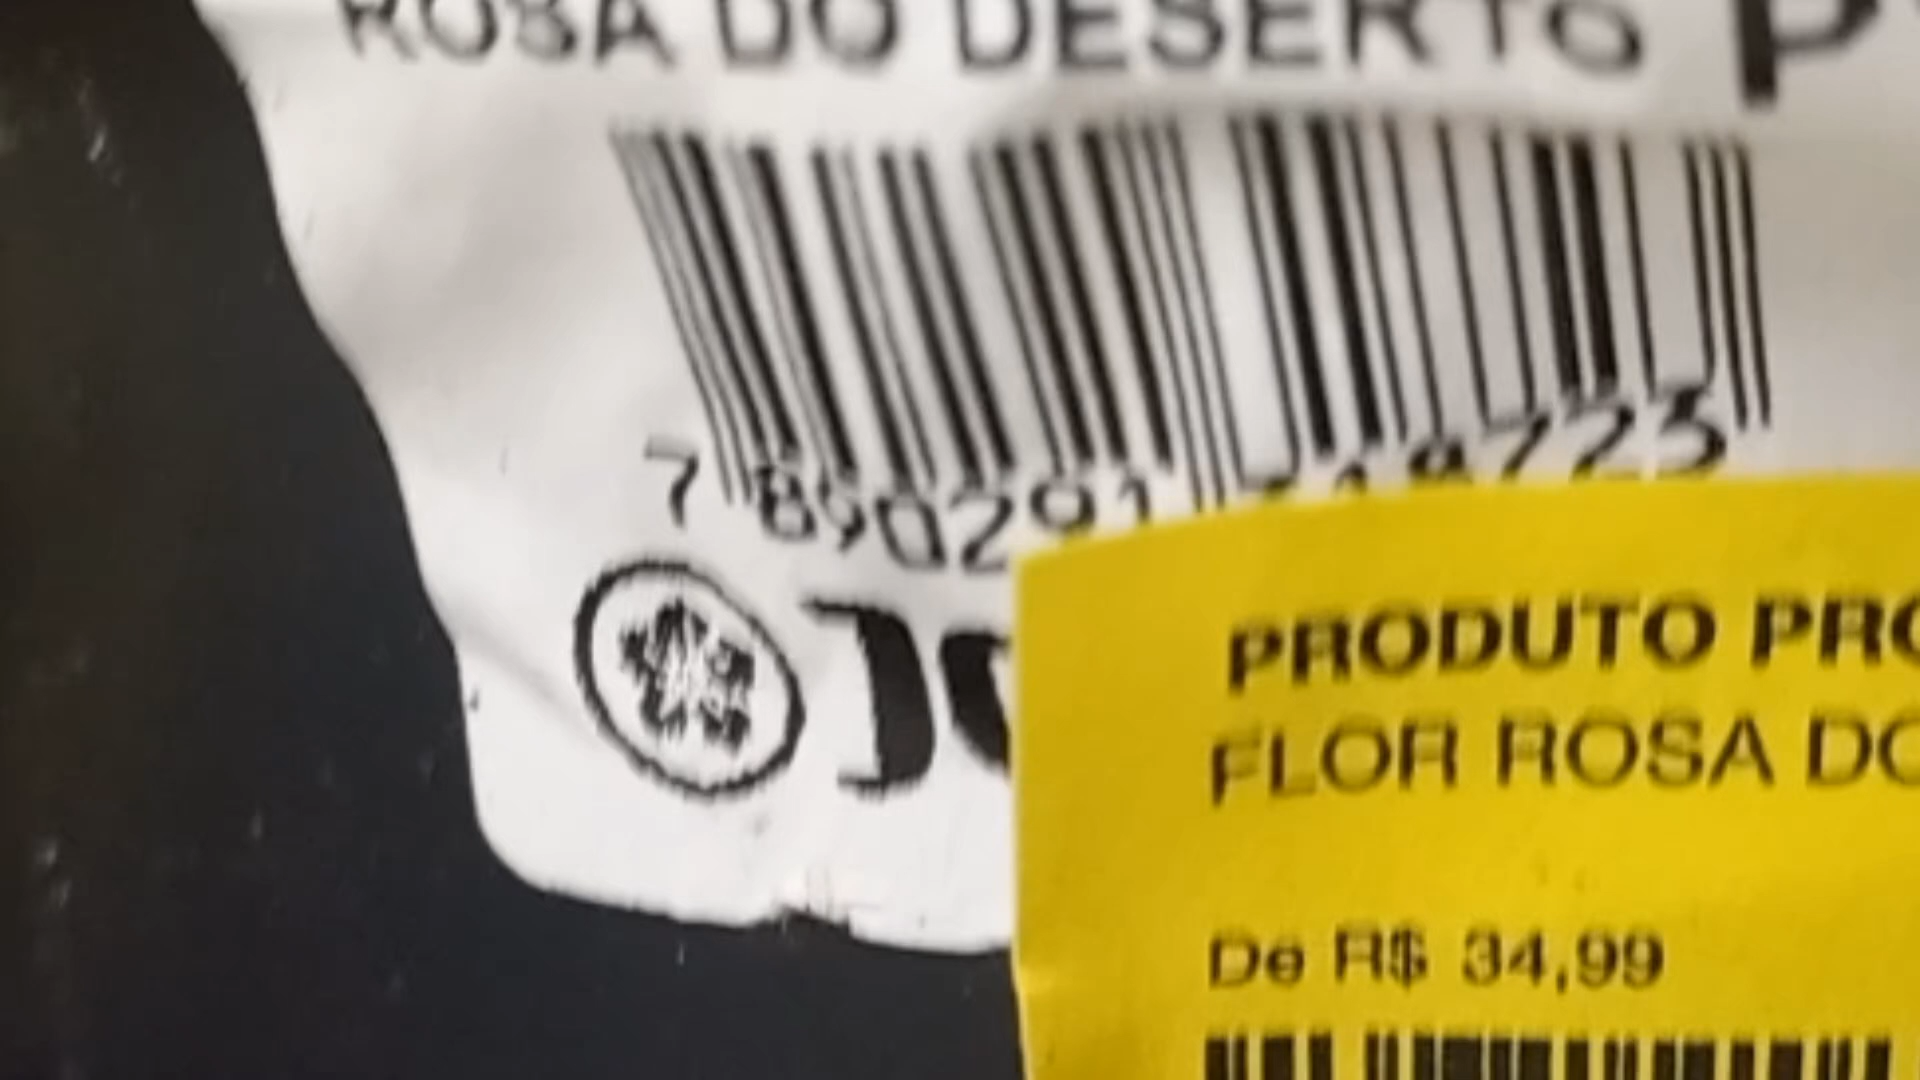 ROSA DO DESERTO P
7 890291
PRODUTO PRO
FLOR ROSA DO
De R$ 34,99